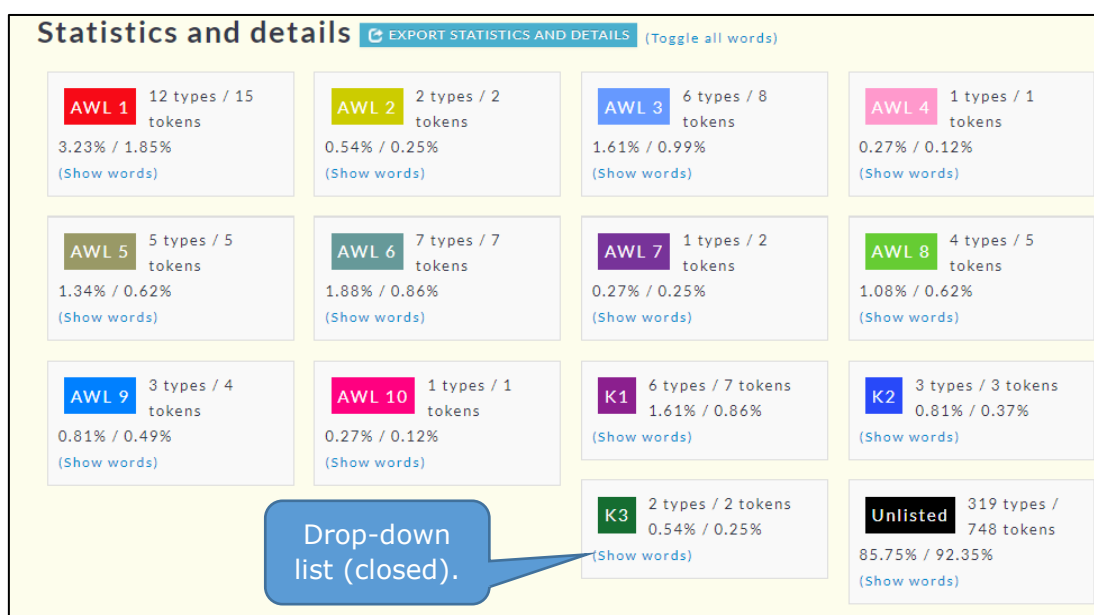 Statistics and details EXPORT STATISTICS AND DETAILS (Toggle all words)
AWL 1 12 types / 15
tokens
3.23% / 1.85%
(Show words)
AWL 2 2 types / 2
tokens
0.54% / 0.25%
(Show words)
AWL 3 6 types / 8
tokens
1.61% / 0.99%
(Show words)
AWL 4 1 types / 1
tokens
0.27% / 0.12%
(Show words)
AWL 5 5 types / 5
tokens
1.34% / 0.62%
(Show words)
AWL 6 7 types / 7
tokens
1.88% / 0.86%
(Show words)
AWL 7 1 types / 2
tokens
0.27% / 0.25%
(Show words)
AWL 8 4 types / 5
tokens
1.08% / 0.62%
(Show words)
AWL 9 3 types / 4
tokens
0.81% / 0.49%
(Show words)
AWL 10 1 types / 1
tokens
0.27% / 0.12%
(Show words)
K1 6 types / 7 tokens
1.61% / 0.86%
(Show words)
K2 3 types / 3 tokens
0.81% / 0.37%
(Show words)
Drop-down
list (closed).
K3 2 types / 2 tokens
0.54% / 0.25%
(Show words)
Unlisted 319 types /
748 tokens
85.75% / 92.35%
(Show words)